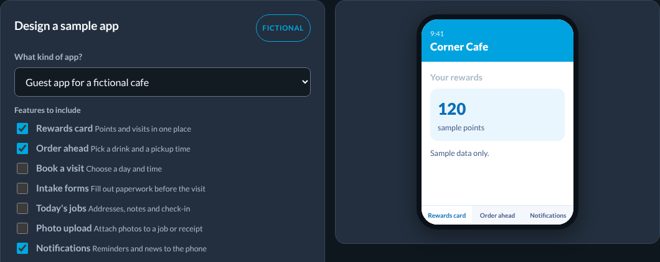 Design a sample app
FICTIONAL
What kind of app?
Guest app for a fictional cafe
Features to include
Rewards card Points and visits in one place
Order ahead Pick a drink and a pickup time
Book a visit Choose a day and time
Intake forms Fill out paperwork before the visit
Today's jobs Addresses, notes and check-in
Photo upload Attach photos to a job or receipt
Notifications Reminders and news to the phone
9:41
Corner Cafe
Your rewards
120
sample points
Sample data only.
Rewards card Order ahead Notifications